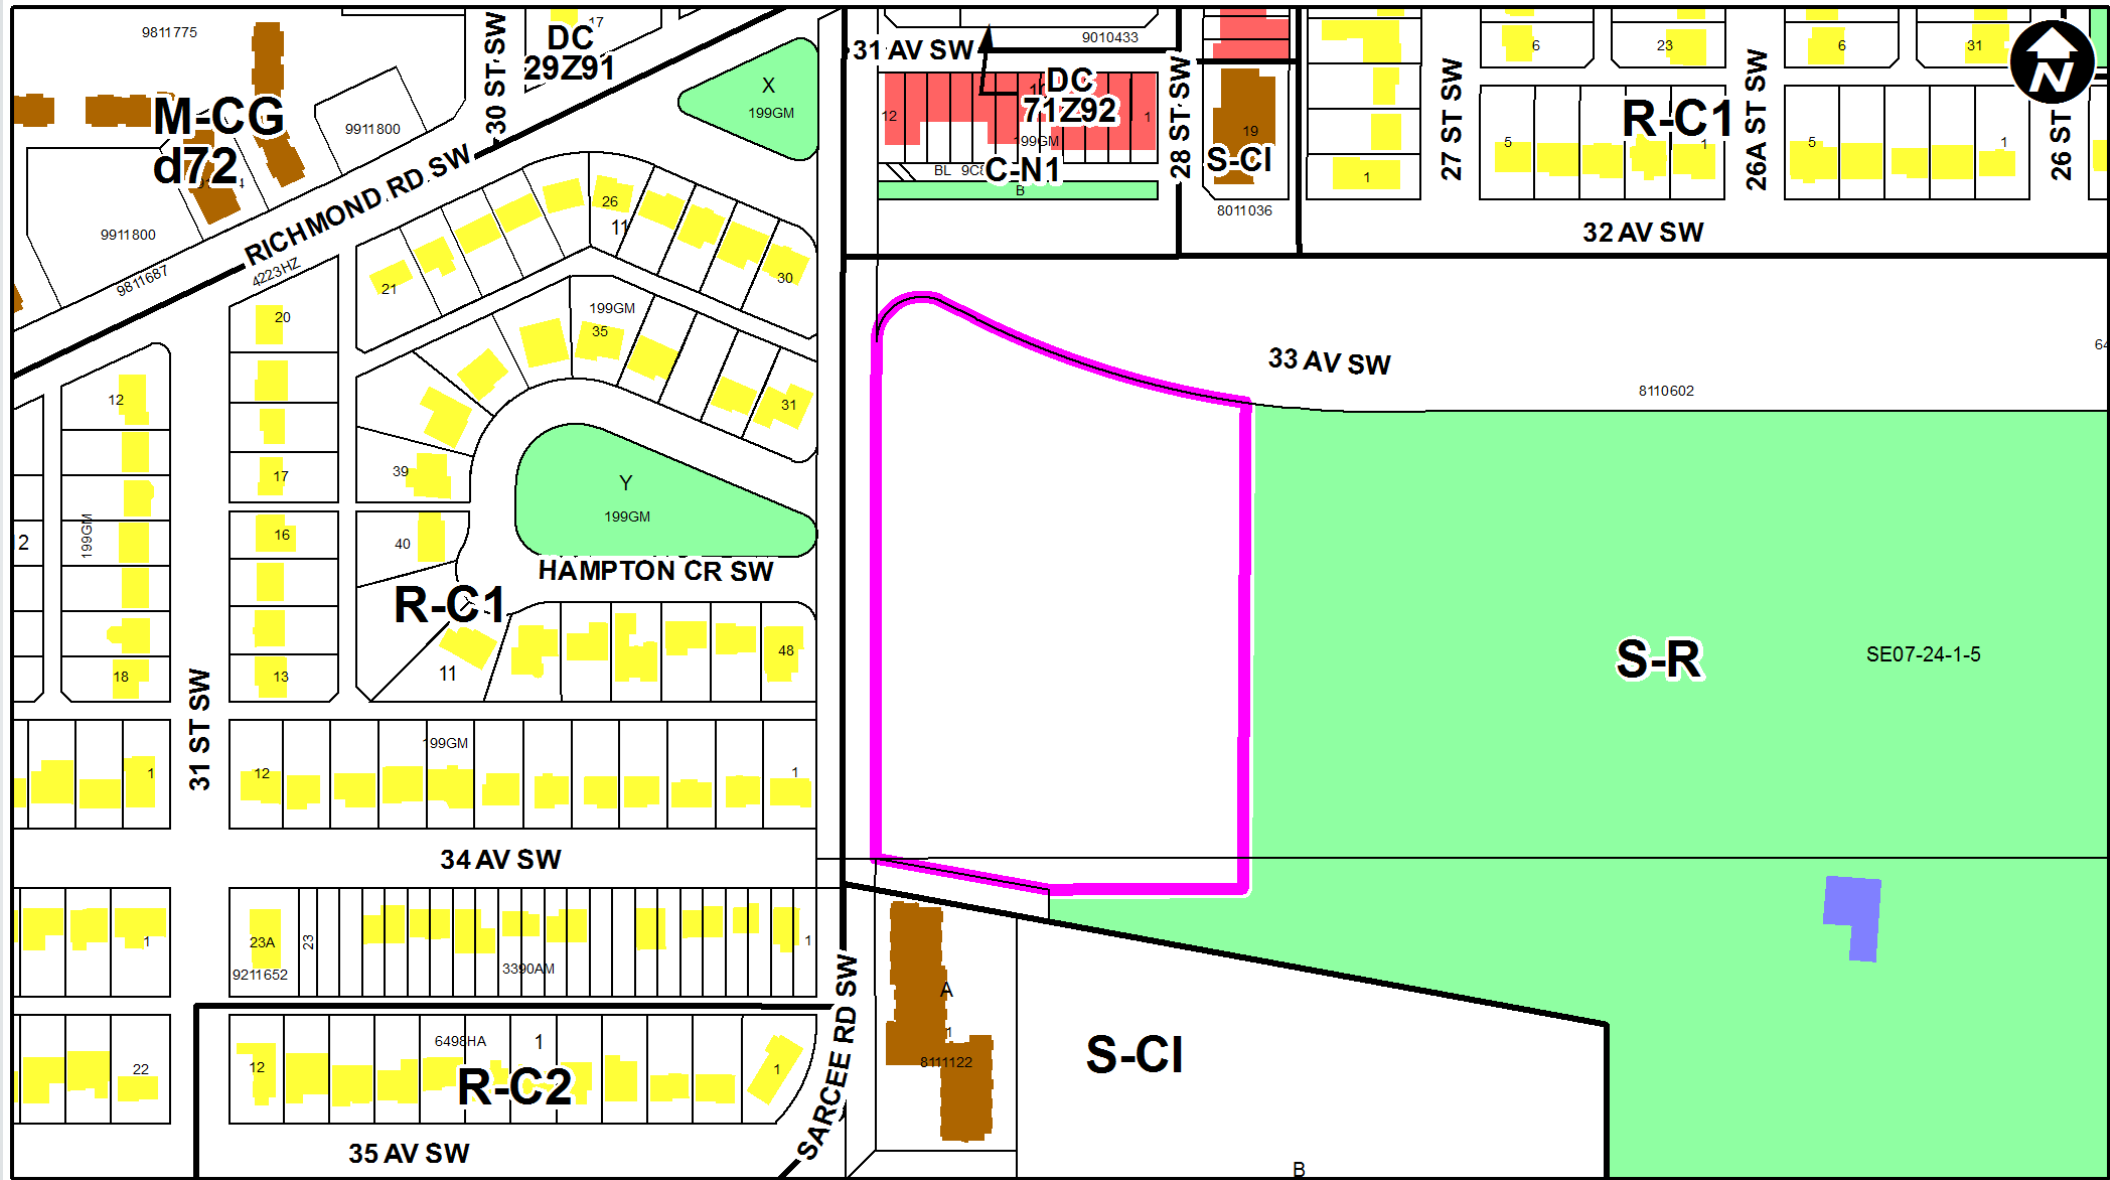 9811775
30 ST SW
17
DC
29Z91
31 AV SW
9010433
28 ST SW
6
23
6
31
N
M-CG
d72
9911800
X
199GM
12
DC
71Z92
1
199GM
BL
C-N1
B
19
S-CI
8011036
1
27 ST SW
5
R-C1
1
26A ST SW
5
1
26 ST
32 AV SW
9911800
RICHMOND RD SW
9811687
4223HZ
26
11
21
30
20
199GM
35
31
12
17
39
33 AV SW
8110602
64
Y
199GM
12
199GM
16
40
HAMPTON CR SW
R-C1
11
48
18
13
S-R
SE07-24-1-5
31 ST SW
199GM
1
12
1
34 AV SW
1
23A
23
9211652
3390AM
1
SARCEE RD SW
A
1
8111122
S-CI
22
12
6498HA
1
R-C2
1
35 AV SW
B